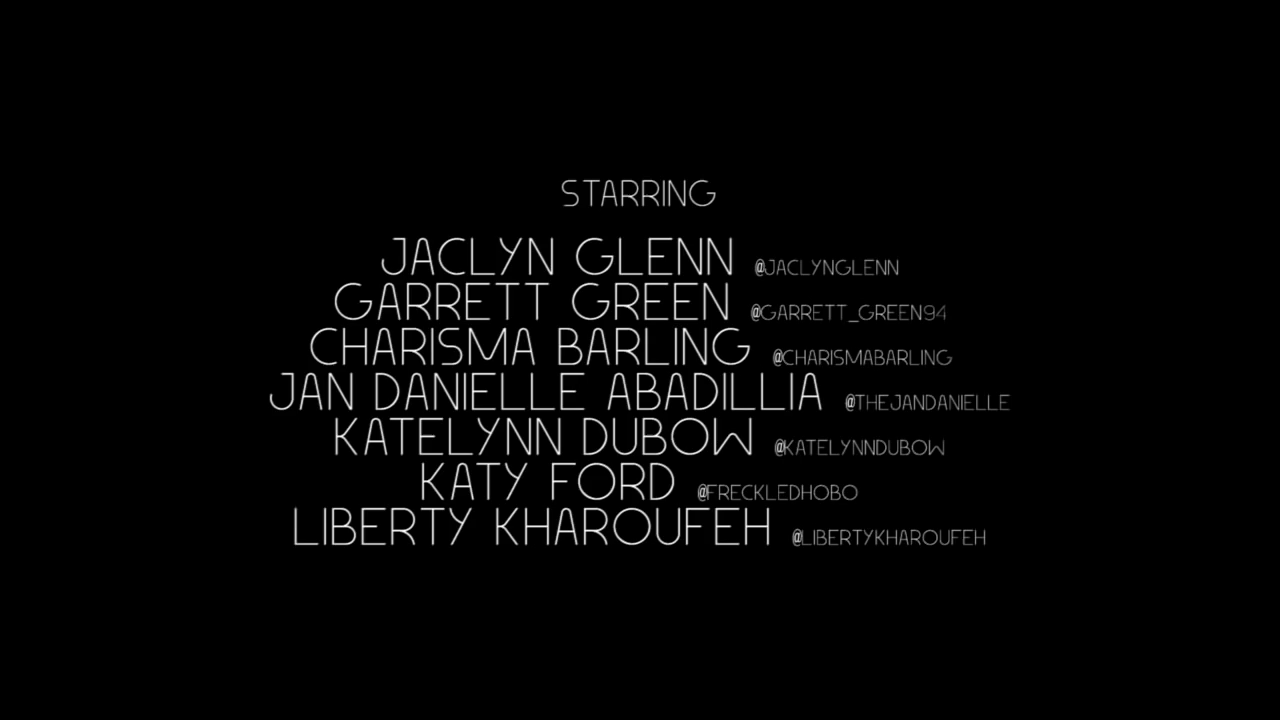 STARRING
JACLYN GLENN @JACLYNGLENN
GARRETT GREEN @GARRETT_GREEN94
CHARISMA BARLING @CHARISMABARLING
JAN DANIELLE ABADILLIA @THEJANDANIELLE
KATELYNN DUBOW @KATELYNNDUBOW
KATY FORD @FRECKLEDHOBO
LIBERTY KHAROUFEH @LIBERTYKHAROUFEH